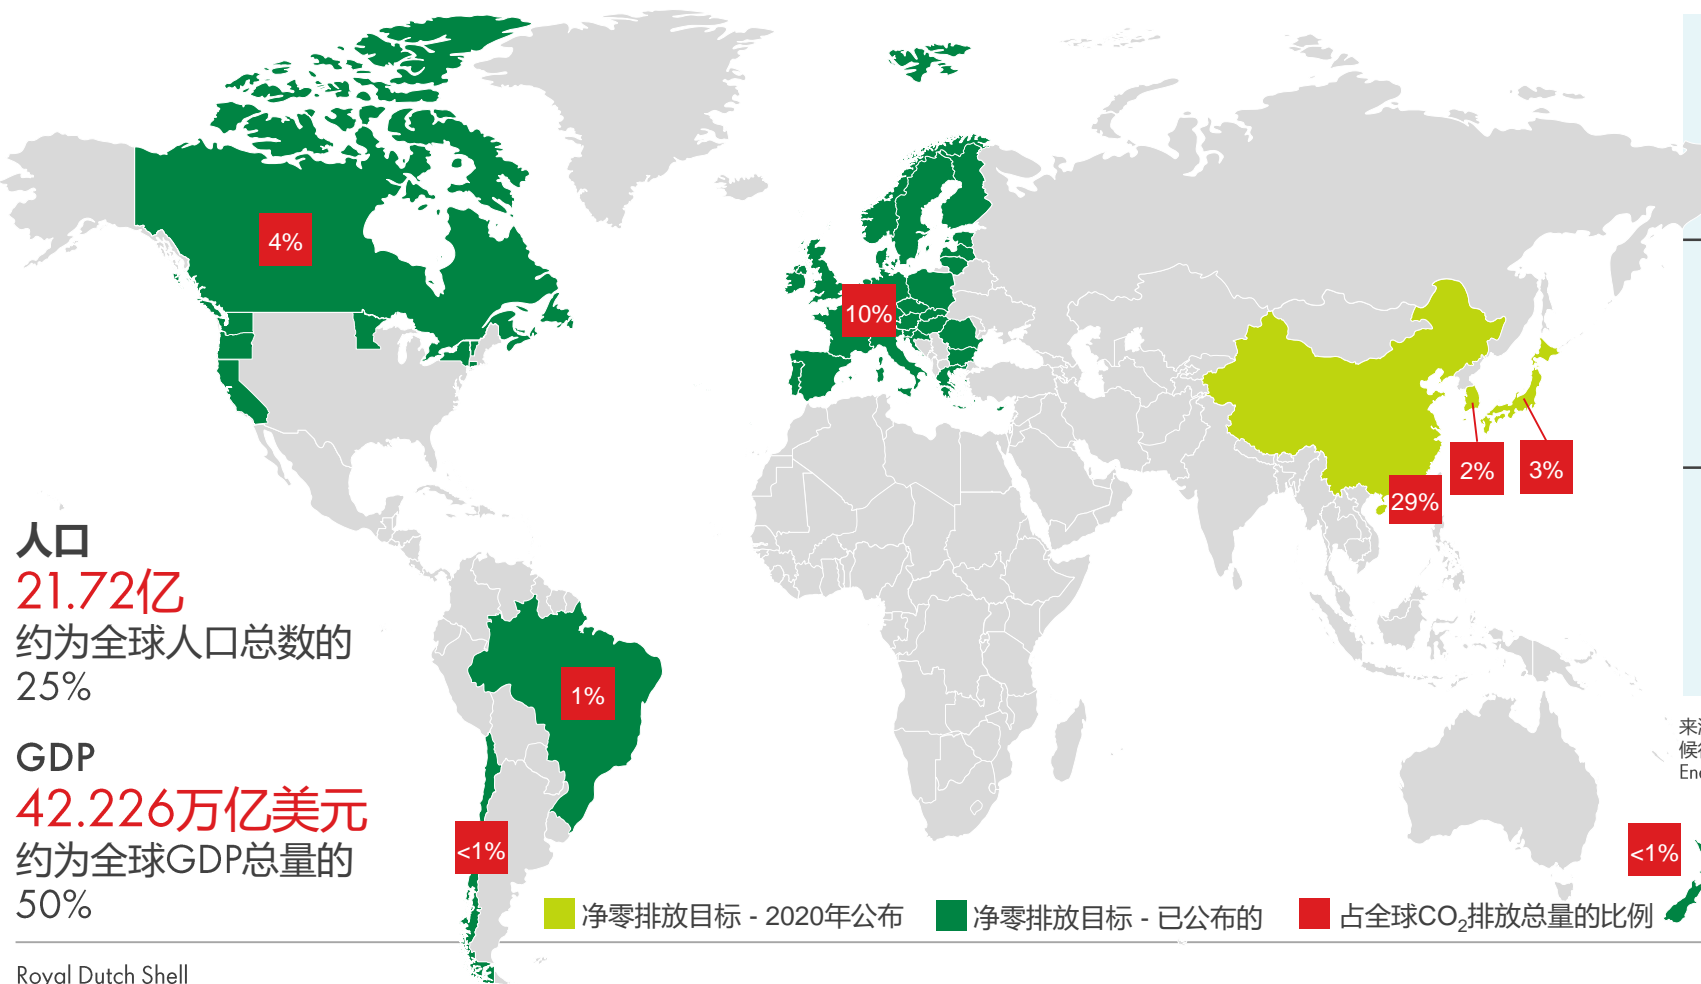 4%
10%
2%
3%
29%
人口
21.72亿
约为全球人口总数的
25%
1%
GDP
42.226万亿美元
约为全球GDP总量的
50%
<1%
<1%
净零排放目标 - 2020年公布
净零排放目标 - 已公布的
占全球CO₂排放总量的比例
Royal Dutch Shell